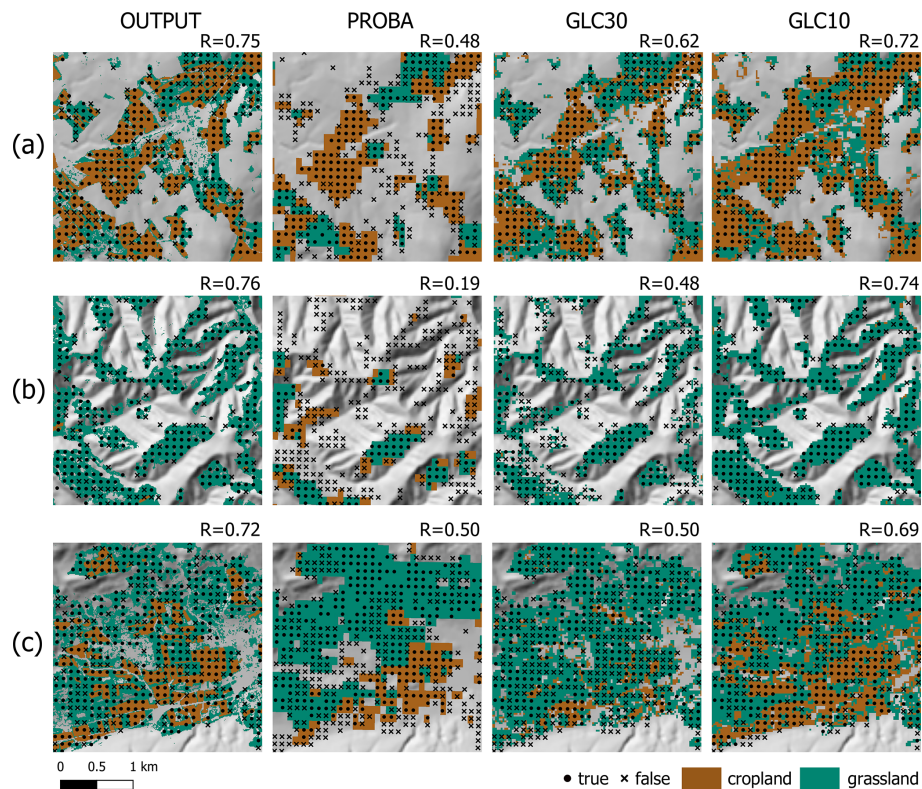 OUTPUT PROBA GLC30 GLC10
R=0.75 R=0.48 R=0.62 R=0.72
(a)
R=0.76 R=0.19 R=0.48 R=0.74
(b)
R=0.72 R=0.50 R=0.50 R=0.69
(c)
0 0.5 1 km
true false cropland grassland